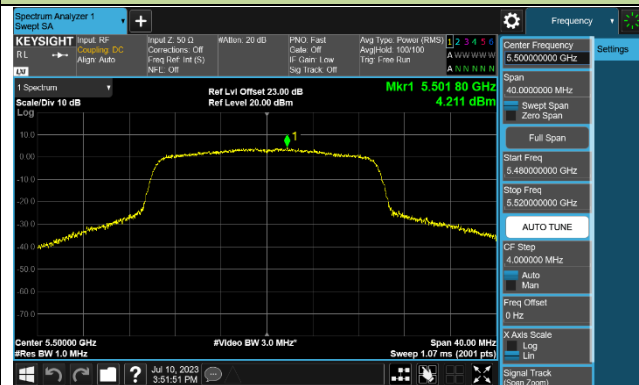 Spectrum Analyzer 1
Swept SA
+
Frequency
KEYSIGHT
RL
LXI
Input: RF
Coupling: DC
Align: Auto
Input Z: 50 Ω
Corrections: Off
Freq Ref: Int (S)
NFE: Off
#Atten: 20 dB
PNO: Fast
Gate: Off
IF Gain: Low
Sig Track: Off
Avg Type: Power (RMS)
Avg|Hold: 100/100
Trig: Free Run
1 2 3 4 5 6
A W W W W W
A N N N N N
1 Spectrum
Scale/Div 10 dB
Log
Ref Lvl Offset 23.00 dB
Ref Level 20.00 dBm
Mkr1 5.501 80 GHz
4.211 dBm
1
10.0
0.00
-10.0
-20.0
-30.0
-40.0
-50.0
-60.0
-70.0
Center 5.50000 GHz
#Res BW 1.0 MHz
#Video BW 3.0 MHz*
Span 40.00 MHz
Sweep 1.07 ms (2001 pts)
Center Frequency
5.500000000 GHz
Settings
Span
40.0000000 MHz
Swept Span
Zero Span
Full Span
Start Freq
5.480000000 GHz
Stop Freq
5.520000000 GHz
AUTO TUNE
CF Step
4.000000 MHz
Auto
Man
Freq Offset
0 Hz
X Axis Scale
Log
Lin
Signal Track
(Span Zoom)
?
Jul 10, 2023
3:51:51 PM